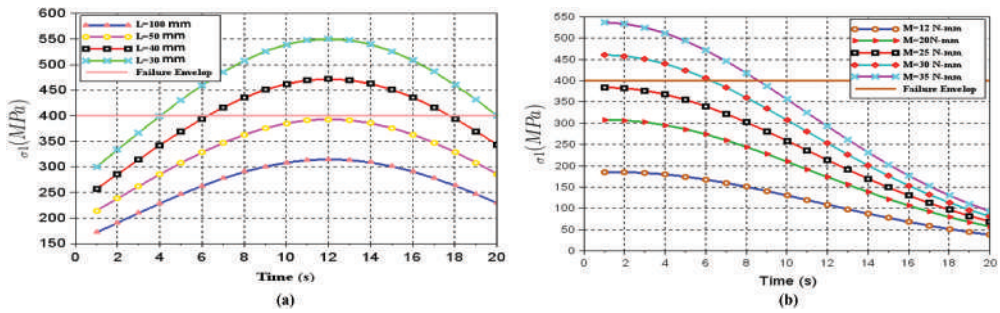 L=100 mm
L=50 mm
L=40 mm
L=30 mm
Failure Envelop
600
550
500
450
400
350
300
250
200
150
σ1(MPa)
0 2 4 6 8 10 12 14 16 18 20
Time (s)
(a)
M=12 N-mm
M=20N-mm
M=25 N-mm
M=30 N-mm
M=35 N-mm
Failure Envelop
550
500
450
400
350
300
250
200
150
100
50
0
σ1(MPa)
0 2 4 6 8 10 12 14 16 18 20
Time (s)
(b)